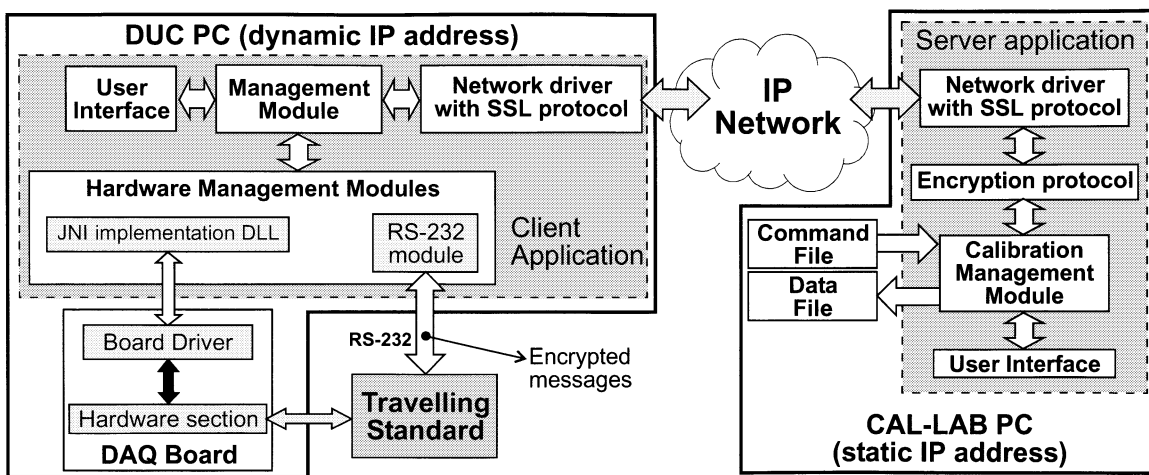 DUC PC (dynamic IP address)
User
Interface
Management
Module
Network driver
with SSL protocol
Hardware Management Modules
JNI implementation DLL
RS-232
module
Client
Application
Board Driver
Hardware section
DAQ Board
RS-232
Encrypted
messages
Travelling
Standard
IP
Network
Server application
Network driver
with SSL protocol
Encryption protocol
Command
File
Data
File
Calibration
Management
Module
User Interface
CAL-LAB PC
(static IP address)